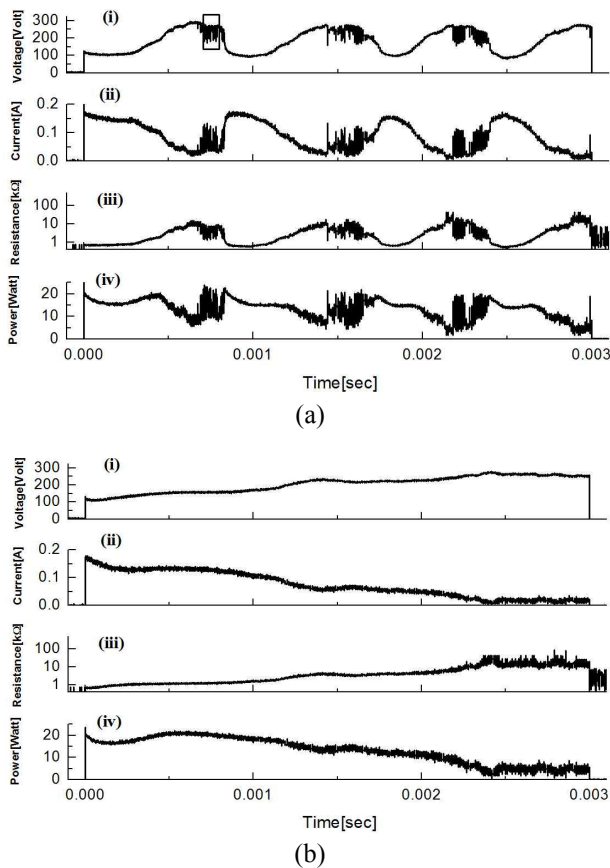 (i)
Voltage[Volt]
300
200
100
0
(ii)
Current[A]
0.2
0.1
0.0
(iii)
Resistance[kΩ]
100
10
1
(iv)
Power[Watt]
20
10
0
0.000 0.001 0.002 0.003
Time[sec]
(a)
(i)
Voltage[Volt]
300
200
100
0
(ii)
Current[A]
0.2
0.1
0.0
(iii)
Resistance[kΩ]
100
10
1
(iv)
Power[Watt]
20
10
0
0.000 0.001 0.002 0.003
Time[sec]
(b)